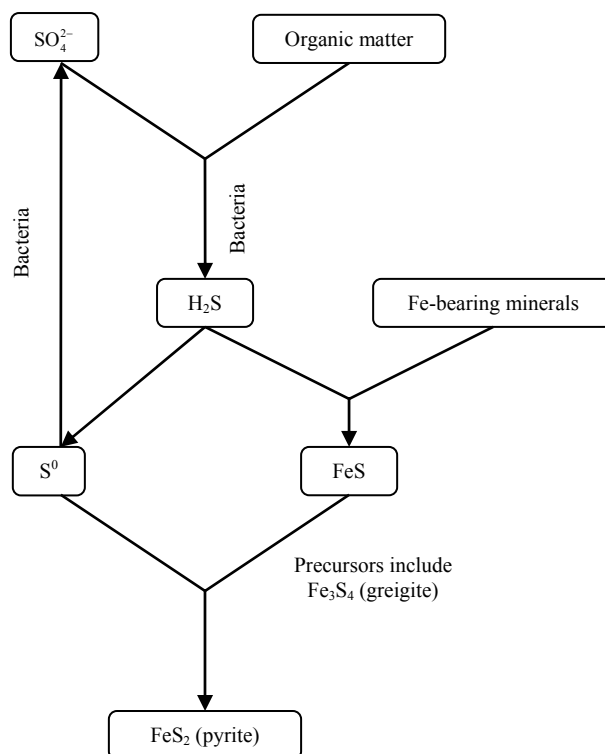 SO₄²⁻
Organic matter
Bacteria
Bacteria
H₂S
Fe-bearing minerals
S⁰
FeS
Precursors include
Fe₃S₄ (greigite)
FeS₂ (pyrite)